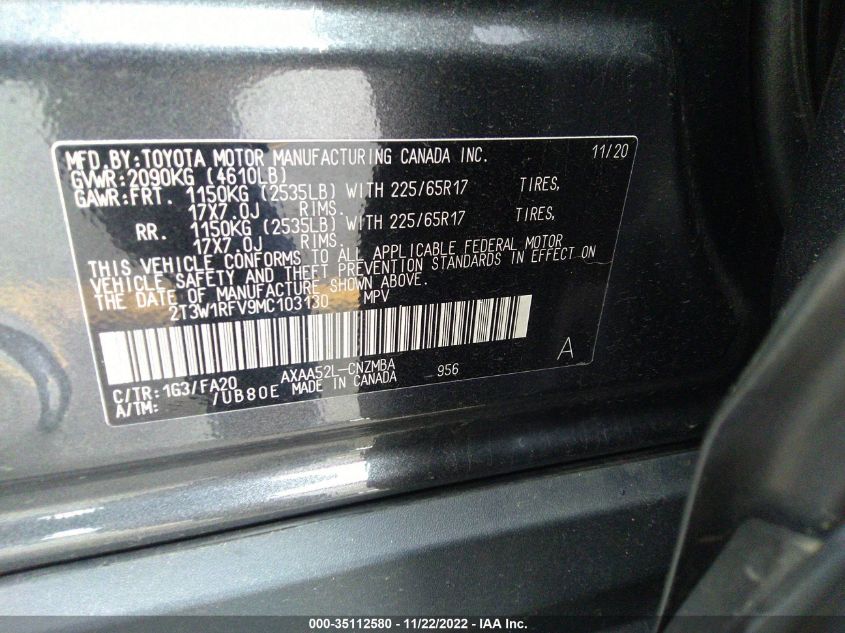 MFD.BY:TOYOTA MOTOR MANUFACTURING CANADA INC. 11/20
GVWR:2090KG (4610LB)
GAWR:FRT. 1150KG (2535LB) WITH 225/65R17 TIRES,
17X7.0J RIMS.
RR. 1150KG (2535LB) WITH 225/65R17 TIRES,
17X7.0J RIMS.
THIS VEHICLE CONFORMS TO ALL APPLICABLE FEDERAL MOTOR
VEHICLE SAFETY AND THEFT PREVENTION STANDARDS IN EFFECT ON
THE DATE OF MANUFACTURE SHOWN ABOVE.
2T3W1RFV9MC103130 MPV
A
C/TR:1G3/FA20 AXAA52L-CNZMBA 956
A/TM: /UB80E MADE IN CANADA
000-35112580 - 11/22/2022 - IAA Inc.